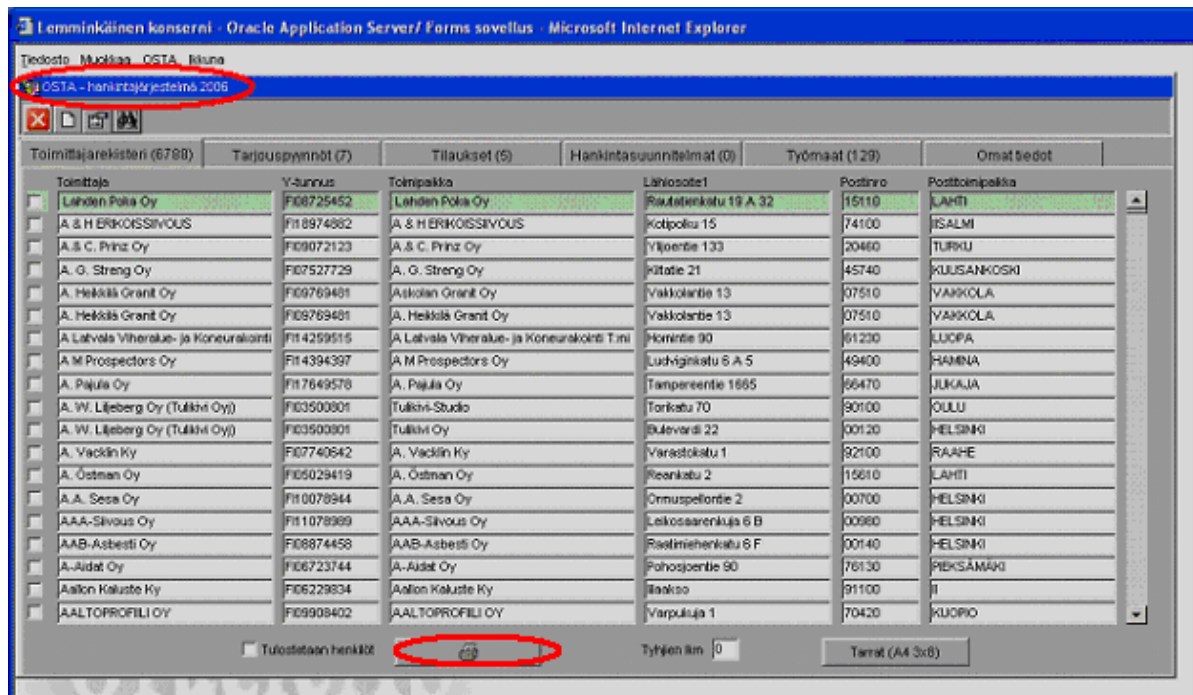 Lemminkäinen konserni - Oracle Application Server/ Forms sovellus - Microsoft Internet Explorer
Tiedosto Muokkaa OSTA Ikkuna
OSTA - hankintajärjestelmä 2006
Toimittajarekisteri (6788) Tarjouspyynnöt (7) Tilaukset (5) Hankintasuunnitelmat (0) Työmaat (129) Omat tiedot
Toimittaja Y-tunnus Toimipaikka Lähiosoite1 Postinro Postitoimipaikka
Lahden Poka Oy FI08725452 Lahden Poka Oy Rautatienkatu 19 A 32 15110 LAHTI
A & H ERIKOISSIIVOUS FI18974882 A & H ERIKOISSIIVOUS Kotipolku 15 74100 IISALMI
A.& C. Prinz Oy FI09072123 A.& C. Prinz Oy Ylijoentie 133 20460 TURKU
A. G. Streng Oy FI07527729 A. G. Streng Oy Kiitatie 21 45740 KUUSANKOSKI
A. Heikkilä Granit Oy FI09769481 Askolan Granit Oy Vakkolantie 13 07510 VAKKOLA
A. Heikkilä Granit Oy FI09769481 A. Heikkilä Granit Oy Vakkolantie 13 07510 VAKKOLA
A Latvala Viheralue- ja Koneurakointi FI14259515 A Latvala Viheralue- ja Koneurakointi T:mi Hornintie 90 61230 LUOPA
A M Prospectors Oy FI14394397 A M Prospectors Oy Ludviginkatu 6 A 5 49400 HAMINA
A. Pajula Oy FI17649578 A. Pajula Oy Tampereentie 1665 66470 JUKAJA
A. W. Liljeberg Oy (Tulikivi Oyj) FI03500801 Tulikivi-Studio Torikatu 70 90100 OULU
A. W. Liljeberg Oy (Tulikivi Oyj) FI03500801 Tulikivi Oy Bulevardi 22 00120 HELSINKI
A. Vacklin Ky FI07740642 A. Vacklin Ky Varastokatu 1 92100 RAAHE
A. Östman Oy FI05029419 A. Östman Oy Reankatu 2 15610 LAHTI
A.A. Sesa Oy FI10078944 A.A. Sesa Oy Ormuspellontie 2 00700 HELSINKI
AAA-Siivous Oy FI11078989 AAA-Siivous Oy Leikosaarenkuja 6 B 00980 HELSINKI
AAB-Asbesti Oy FI08874458 AAB-Asbesti Oy Raatimiehenkatu 6 F 00140 HELSINKI
A-Aidat Oy FI06723744 A-Aidat Oy Pohosjoentie 90 76130 PIEKSÄMÄKI
Aallon Kaluste Ky FI06229834 Aallon Kaluste Ky Illaakso 91100 II
AALTOPROFIILI OY FI09908402 AALTOPROFIILI OY Varpukuja 1 70420 KUOPIO
Tulostetaan henkilöt Tyhjien lkm 0 Tarrat (A4 3x8)